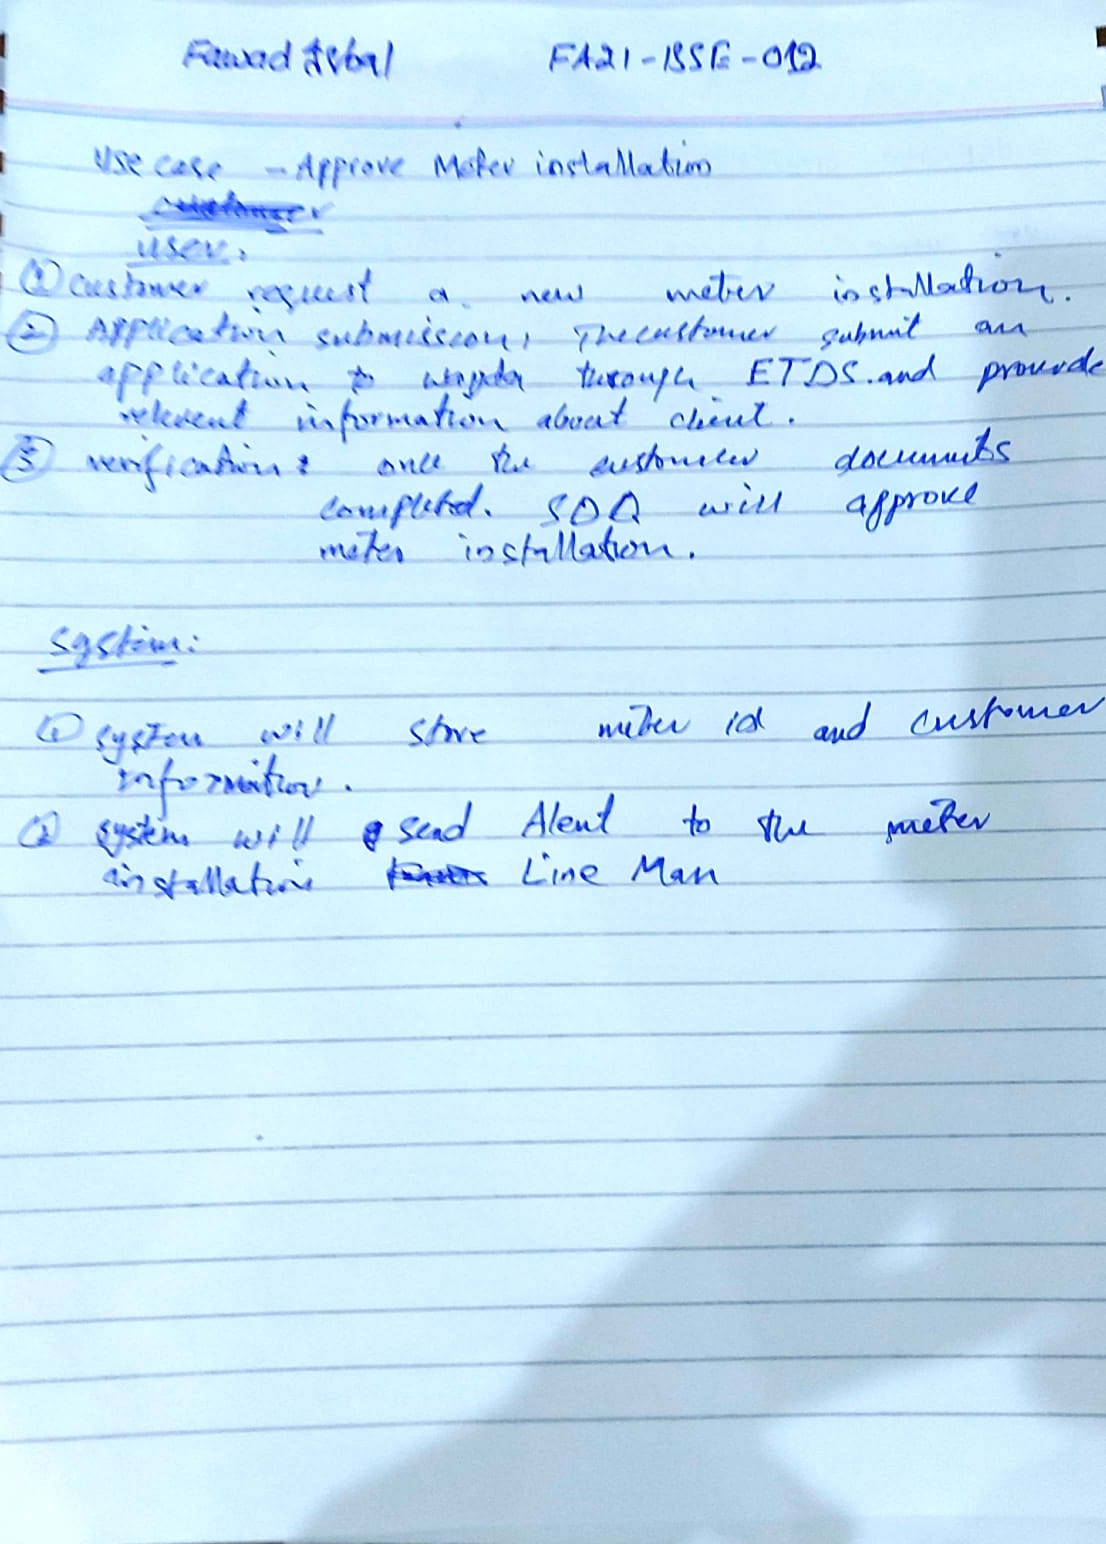 Fawad Iqbal FA21-BSSE-012
Use case - Approve Meter installation
user.
① customer request a new meter installation.
② Application submission, The customer submit an
application to wapda through ETDS. and provide
relevent information about client.
③ verification: once the customer documents
completed. SDO will approve
meter installation.
System:
① system will store meter id and customer
information.
② system will send Alert to the meter
installation Line Man